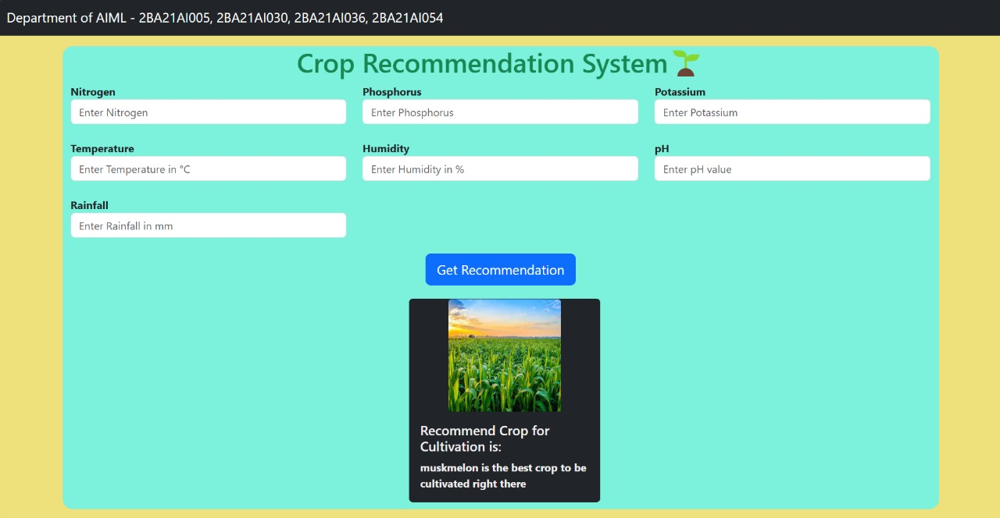 Department of AIML - 2BA21AI005, 2BA21AI030, 2BA21AI036, 2BA21AI054
Crop Recommendation System
Nitrogen
Phosphorus
Potassium
Enter Nitrogen
Enter Phosphorus
Enter Potassium
Temperature
Humidity
pH
Enter Temperature in °C
Enter Humidity in %
Enter pH value
Rainfall
Enter Rainfall in mm
Get Recommendation
Recommend Crop for
Cultivation is:
muskmelon is the best crop to be
cultivated right there